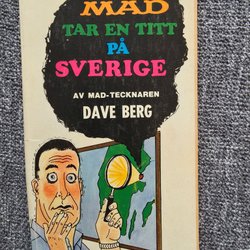 MAD
TAR EN TITT
PÅ
SVERIGE
AV MAD-TECKNAREN
DAVE BERG